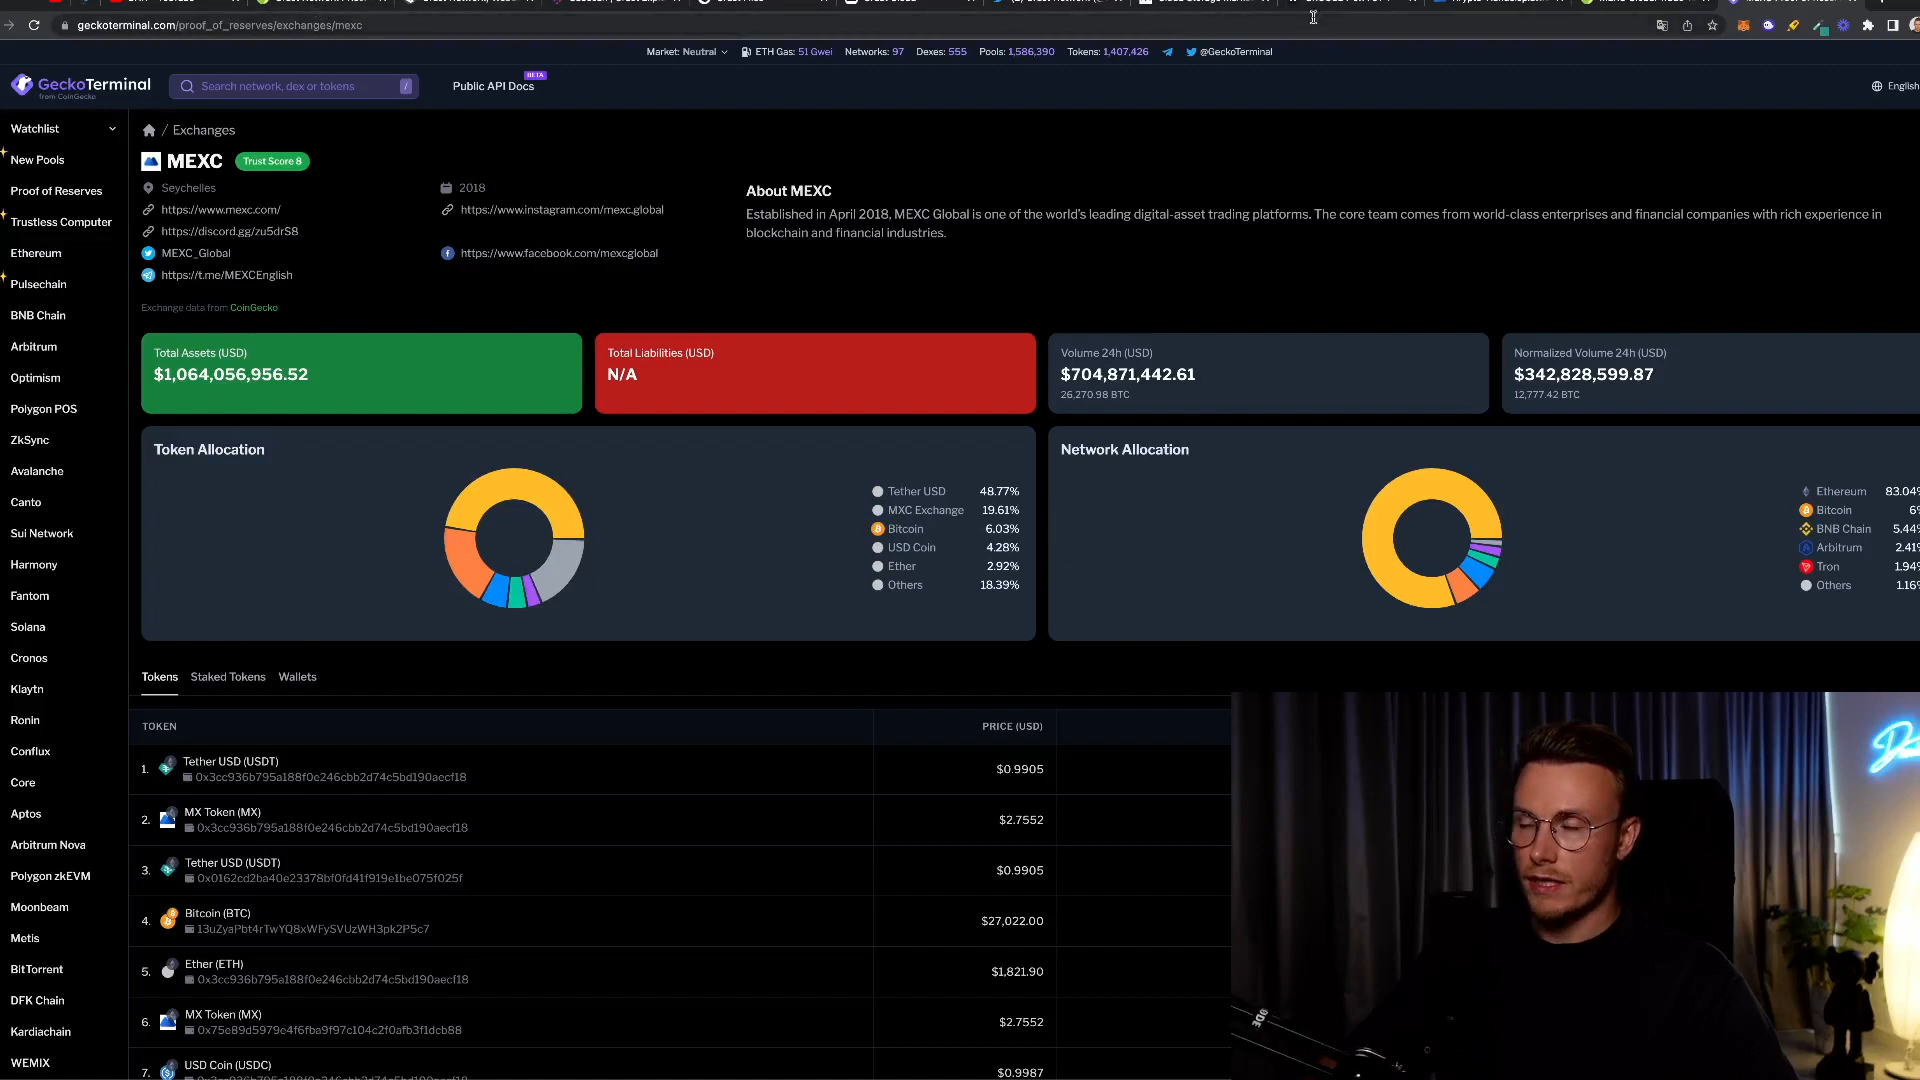 geckoterminal.com/proof_of_reserves/exchanges/mexc
Market: Neutral ETH Gas: 51 Gwei Networks: 97 Dexes: 555 Pools: 1,586,390 Tokens: 1,407,426 @GeckoTerminal
GeckoTerminal
from CoinGecko
Search network, dex or tokens /
Public API Docs
BETA
English
Watchlist
New Pools
Proof of Reserves
Trustless Computer
Ethereum
Pulsechain
BNB Chain
Arbitrum
Optimism
Polygon POS
ZkSync
Avalanche
Canto
Sui Network
Harmony
Fantom
Solana
Cronos
Klaytn
Ronin
Conflux
Core
Aptos
Arbitrum Nova
Polygon zkEVM
Moonbeam
Metis
BitTorrent
DFK Chain
Kardiachain
WEMIX
/ Exchanges
MEXC Trust Score 8
Seychelles
2018
https://www.mexc.com/
https://www.instagram.com/mexc.global
https://discord.gg/zu5drS8
MEXC_Global
https://www.facebook.com/mexcglobal
https://t.me/MEXCEnglish
Exchange data from CoinGecko
About MEXC
Established in April 2018, MEXC Global is one of the world's leading digital-asset trading platforms. The core team comes from world-class enterprises and financial companies with rich experience in
blockchain and financial industries.
Total Assets (USD)
$1,064,056,956.52
Total Liabilities (USD)
N/A
Volume 24h (USD)
$704,871,442.61
26,270.98 BTC
Normalized Volume 24h (USD)
$342,828,599.87
12,777.42 BTC
Token Allocation
Tether USD 48.77%
MXC Exchange 19.61%
Bitcoin 6.03%
USD Coin 4.28%
Ether 2.92%
Others 18.39%
Network Allocation
Ethereum 83.04%
Bitcoin 6%
BNB Chain 5.44%
Arbitrum 2.41%
Tron 1.94%
Others 1.16%
Tokens Staked Tokens Wallets
TOKEN PRICE (USD)
1. Tether USD (USDT) $0.9905
0x3cc936b795a188f0e246cbb2d74c5bd190aecf18
2. MX Token (MX) $2.7552
0x3cc936b795a188f0e246cbb2d74c5bd190aecf18
3. Tether USD (USDT) $0.9905
0x0162cd2ba40e23378bf0fd41f919e1be075f025f
4. Bitcoin (BTC) $27,022.00
13uZyaPbt4rTwYQ8xWFySVUzWH3pk2P5c7
5. Ether (ETH) $1,821.90
0x3cc936b795a188f0e246cbb2d74c5bd190aecf18
6. MX Token (MX) $2.7552
0x75e89d5979e4f6fba9f97c104c2f0afb3f1dcb88
7. USD Coin (USDC) $0.9987